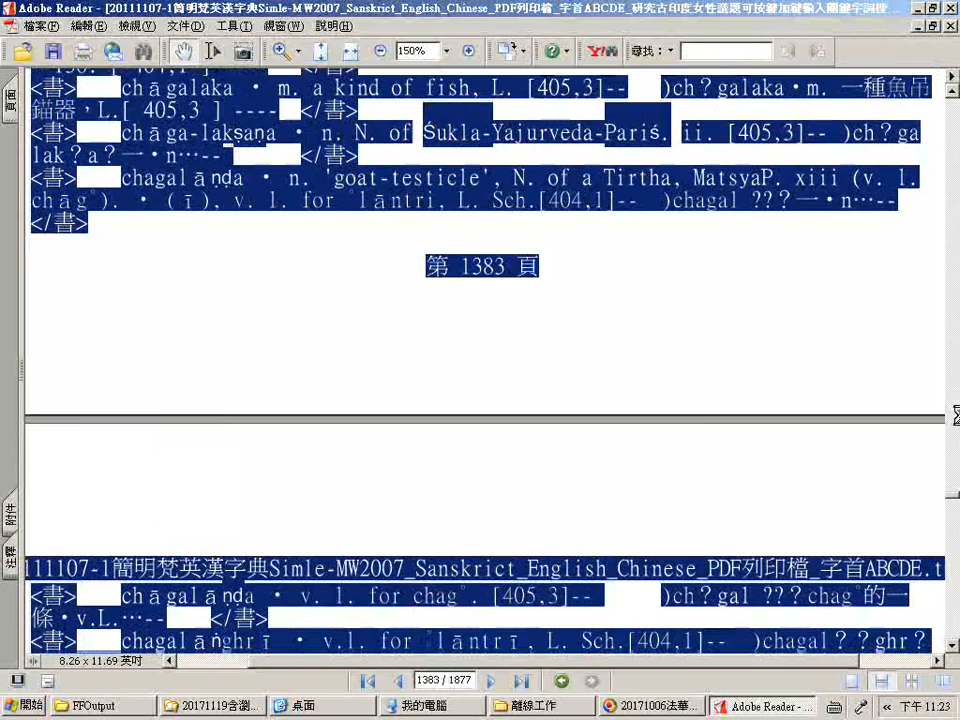 Adobe Reader - [20111107-1簡明梵英漢字典Simle-MW2007_Sanskrict_English_Chinese_PDF列印檔_字首ABCDE_研究古印度女性議題可按鍵加鍵輸入關鍵字詞搜
檔案(F) 編輯(E) 檢視(V) 文件(D) 工具(T) 視窗(W) 說明(H)
150% Y! 尋找:
頁面
<書> chāgalaka • m. a kind of fish, L. [405,3]-- )ch?galaka•m. 一種魚吊
錨器,L.[ 405,3 ] ---- </書>
<書> chāga-lakṣaṇa • n. N. of Śukla-Yajurveda-Pariś. ii. [405,3]-- )ch?ga
lak?a?一•n…-- </書>
<書> chagalāṇḍa • n. 'goat-testicle', N. of a Tirtha, MatsyaP. xiii (v. l.
chāg°). • (ī), v. l. for °lāntri, L. Sch.[404,1]-- )chagal ??？一•n…--
</書>
第 1383 頁
附件
注釋
111107-1簡明梵英漢字典Simle-MW2007_Sanskrict_English_Chinese_PDF列印檔_字首ABCDE.t
<書> chāgalāṇḍa • v. l. for chag°. [405,3]-- )ch?gal ???chag°的一
條•v.L.…-- </書>
<書> chagalāṅghrī • v.l. for °lāntrī, L. Sch.[404,1]-- )chagal??ghr?
8.26 x 11.69 英吋
1383 / 1877
開始 FFOutput 20171119含瀏... 桌面 我的電腦 離線工作 20171006法華... Adobe Reader - ... 下午 11:23